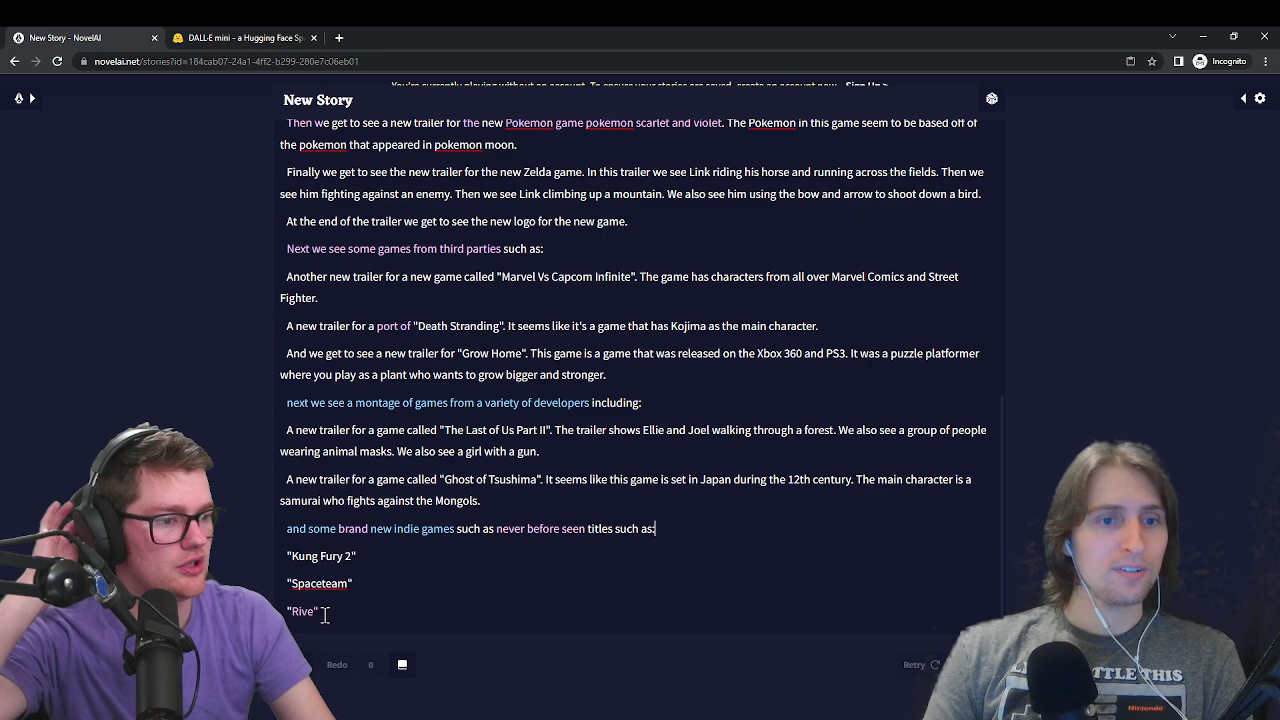 New Story - NovelAI
DALL·E mini - a Hugging Face Sp
novelai.net/stories?id=184cab07-24a1-4ff2-b299-280e7c06eb01
Incognito
You're currently playing without an account. To ensure your stories are saved, create an account now. Sign Up >
New Story
Then we get to see a new trailer for the new Pokemon game pokemon scarlet and violet. The Pokemon in this game seem to be based off of
the pokemon that appeared in pokemon moon.
Finally we get to see the new trailer for the new Zelda game. In this trailer we see Link riding his horse and running across the fields. Then we
see him fighting against an enemy. Then we see Link climbing up a mountain. We also see him using the bow and arrow to shoot down a bird.
At the end of the trailer we get to see the new logo for the new game.
Next we see some games from third parties such as:
Another new trailer for a new game called "Marvel Vs Capcom Infinite". The game has characters from all over Marvel Comics and Street
Fighter.
A new trailer for a port of "Death Stranding". It seems like it's a game that has Kojima as the main character.
And we get to see a new trailer for "Grow Home". This game is a game that was released on the Xbox 360 and PS3. It was a puzzle platformer
where you play as a plant who wants to grow bigger and stronger.
next we see a montage of games from a variety of developers including:
A new trailer for a game called "The Last of Us Part II". The trailer shows Ellie and Joel walking through a forest. We also see a group of people
wearing animal masks. We also see a girl with a gun.
A new trailer for a game called "Ghost of Tsushima". It seems like this game is set in Japan during the 12th century. The main character is a
samurai who fights against the Mongols.
and some brand new indie games such as never before seen titles such as:
"Kung Fury 2"
"Spaceteam"
"Rive"
Redo 0
Retry
TTLE THIS
Nintendo